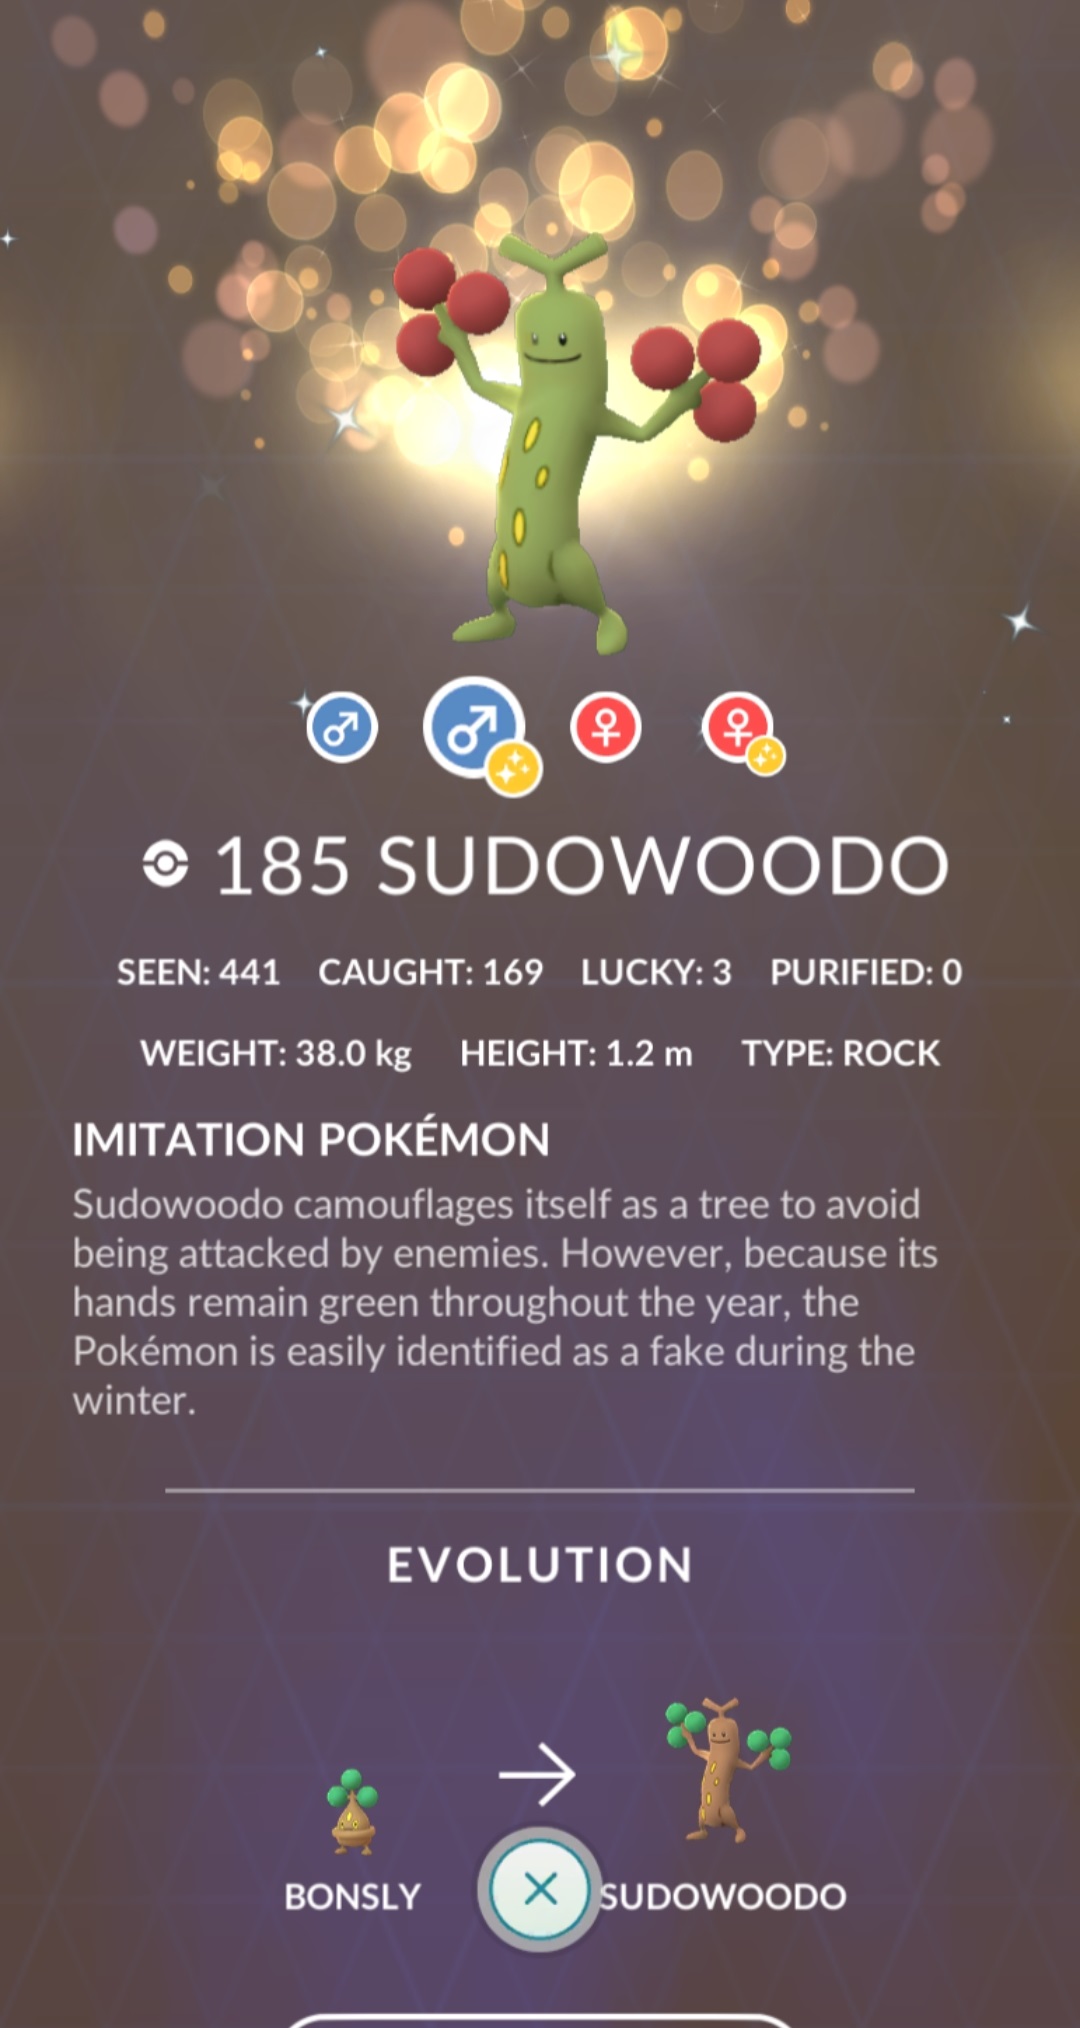 185 SUDOWOODO
SEEN: 441 CAUGHT: 169 LUCKY: 3 PURIFIED: 0
WEIGHT: 38.0 kg HEIGHT: 1.2 m TYPE: ROCK
IMITATION POKÉMON
Sudowoodo camouflages itself as a tree to avoid
being attacked by enemies. However, because its
hands remain green throughout the year, the
Pokémon is easily identified as a fake during the
winter.
EVOLUTION
BONSLY SUDOWOODO